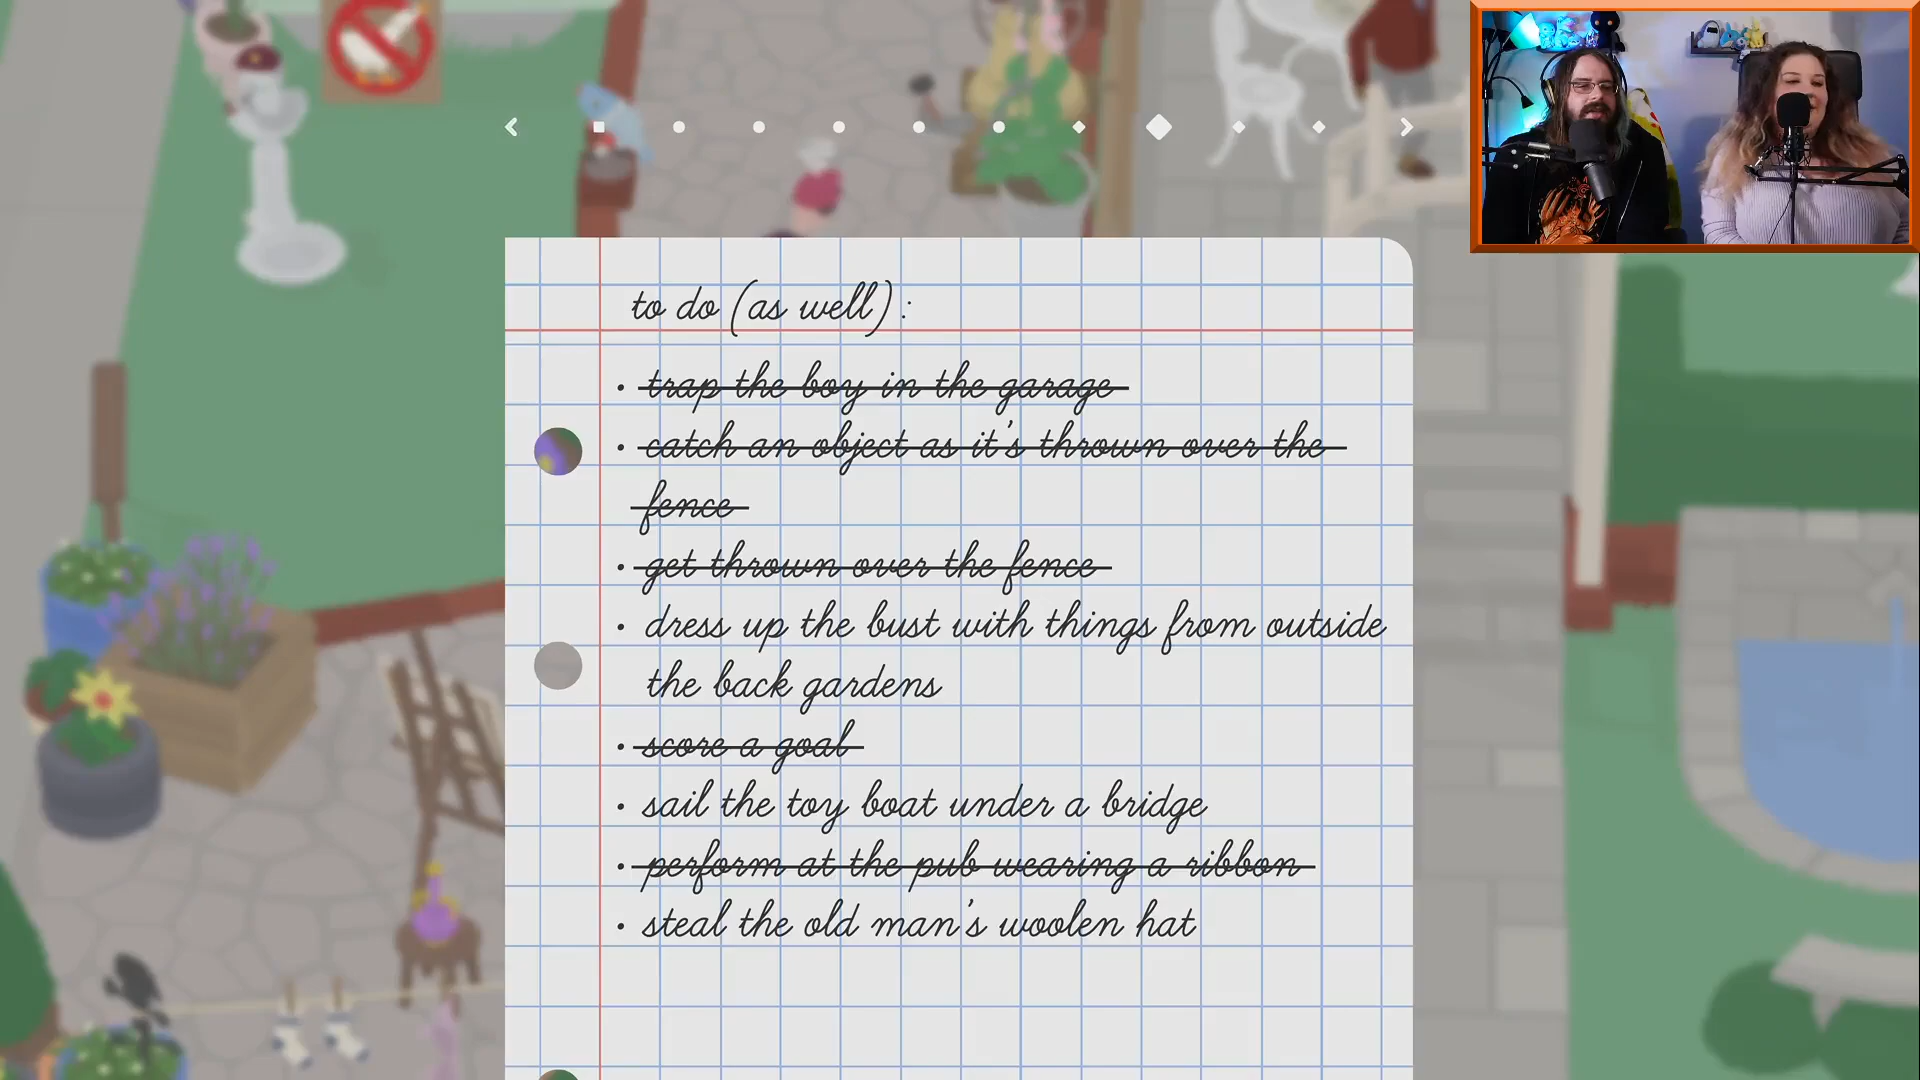 to do (as well) :
• trap the boy in the garage
• catch an object as it's thrown over the
fence
• get thrown over the fence
• dress up the bust with things from outside
the back gardens
• score a goal
• sail the toy boat under a bridge
• perform at the pub wearing a ribbon
• steal the old man's woolen hat